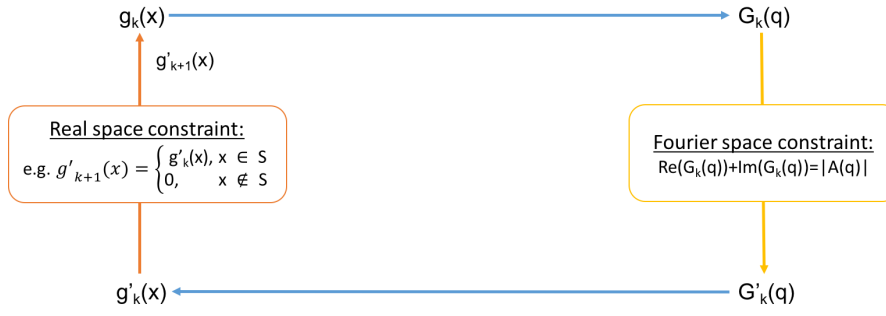 gₖ(x)
Gₖ(q)
g'ₖ₊₁(x)
Real space constraint:
e.g. g'ₖ₊₁(x) = { g'ₖ(x), x ∈ S
0, x ∉ S
Fourier space constraint:
Re(Gₖ(q))+Im(Gₖ(q))=|A(q)|
g'ₖ(x)
G'ₖ(q)